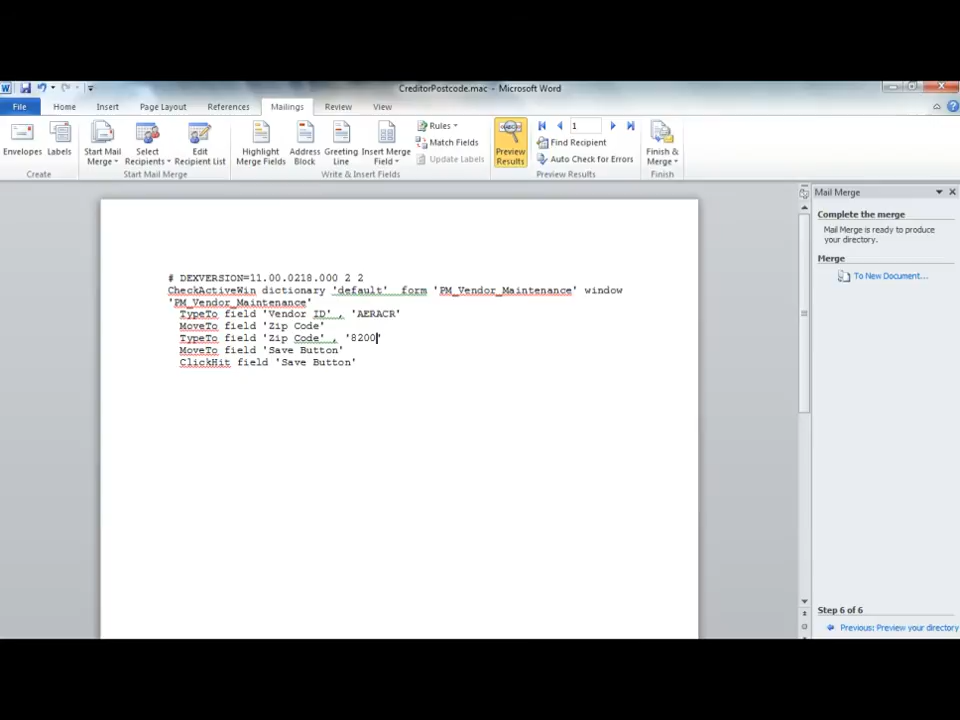 CreditorPostcode.mac - Microsoft Word
File Home Insert Page Layout References Mailings Review View
Envelopes Labels Start Mail Merge Select Recipients Edit Recipient List Highlight Merge Fields Address Block Greeting Line Insert Merge Field Rules Match Fields Update Labels Preview Results 1 Find Recipient Auto Check for Errors Finish & Merge
Create Start Mail Merge Write & Insert Fields Preview Results Finish
Mail Merge
Complete the merge
Mail Merge is ready to produce
your directory.
Merge
To New Document...
# DEXVERSION=11.00.0218.000 2 2
CheckActiveWin dictionary 'default' form 'PM_Vendor_Maintenance' window
'PM_Vendor_Maintenance'
TypeTo field 'Vendor ID' , 'AERACR'
MoveTo field 'Zip Code'
TypeTo field 'Zip Code' , '8200'
MoveTo field 'Save Button'
ClickHit field 'Save Button'
Step 6 of 6
Previous: Preview your directory